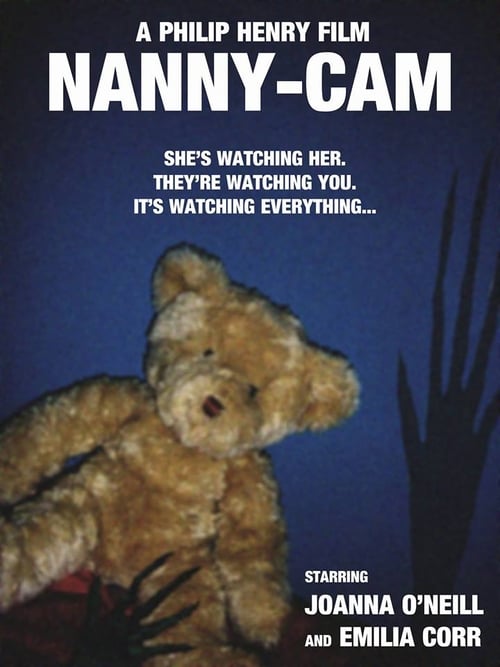 A PHILIP HENRY FILM
NANNY-CAM
SHE'S WATCHING HER.
THEY'RE WATCHING YOU.
IT'S WATCHING EVERYTHING...
STARRING
JOANNA O'NEILL
AND EMILIA CORR